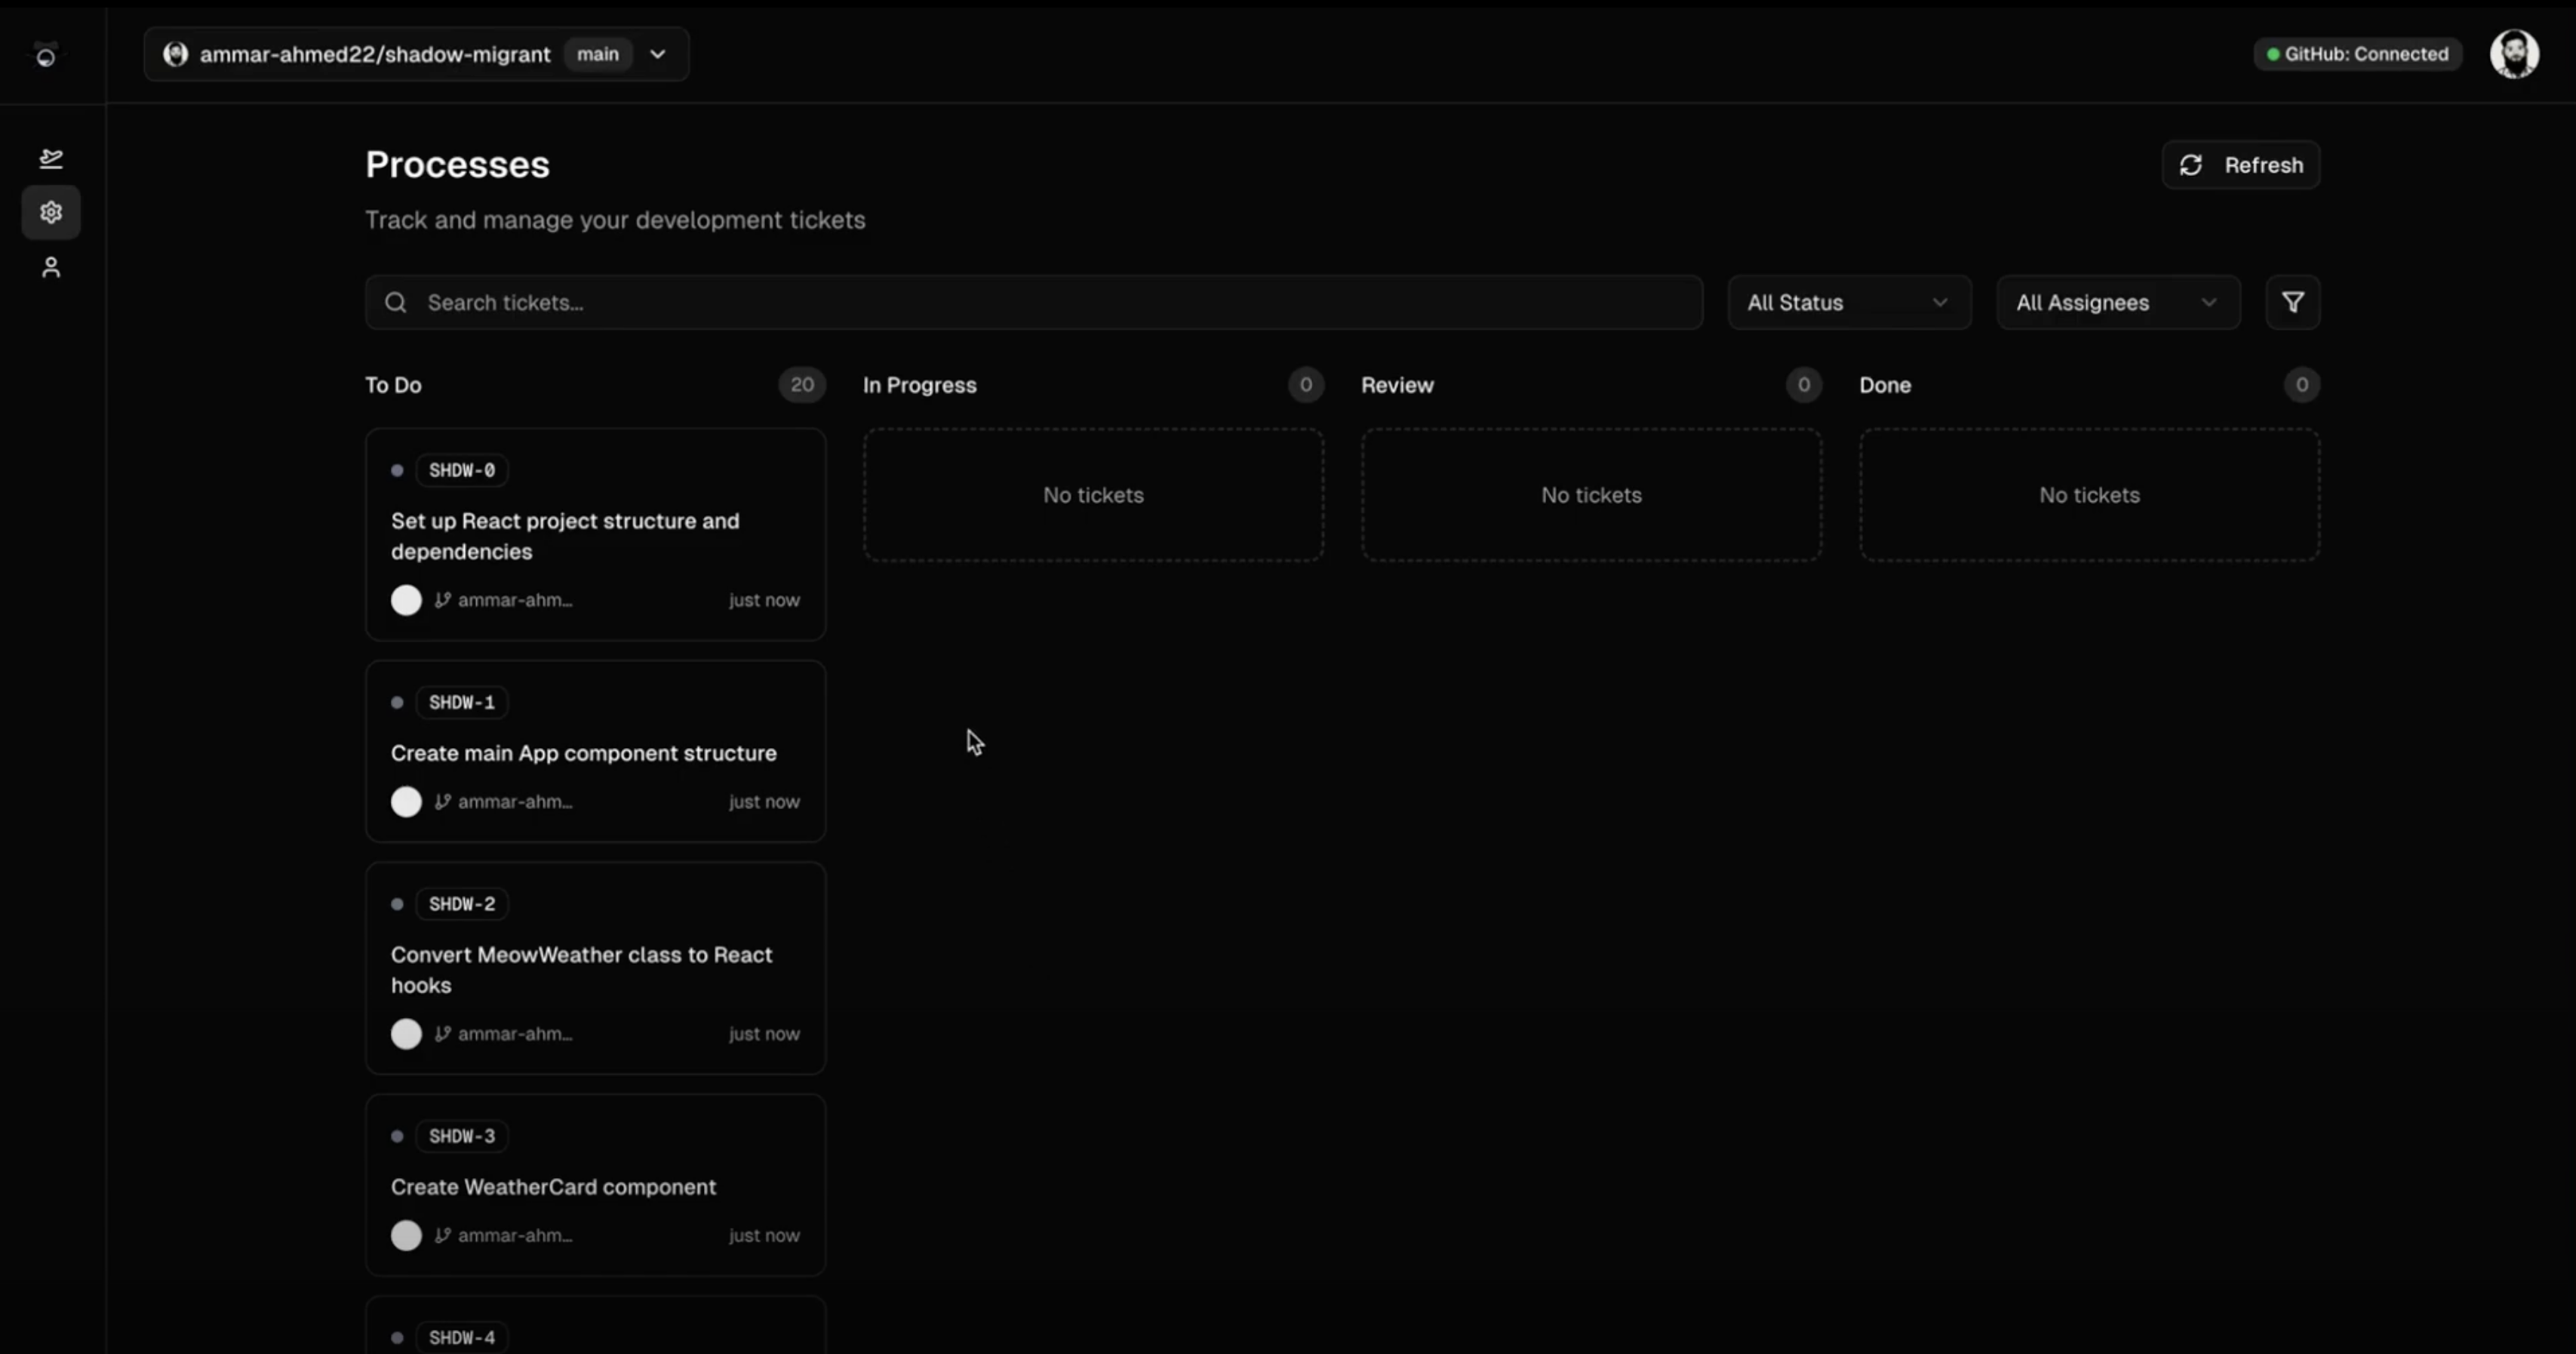 ammar-ahmed22/shadow-migrant main
GitHub: Connected
Processes
Refresh
Track and manage your development tickets
Search tickets...
All Status
All Assignees
To Do 20
In Progress 0
Review 0
Done 0
SHDW-0
Set up React project structure and
dependencies
ammar-ahm... just now
No tickets
No tickets
No tickets
SHDW-1
Create main App component structure
ammar-ahm... just now
SHDW-2
Convert MeowWeather class to React
hooks
ammar-ahm... just now
SHDW-3
Create WeatherCard component
ammar-ahm... just now
SHDW-4